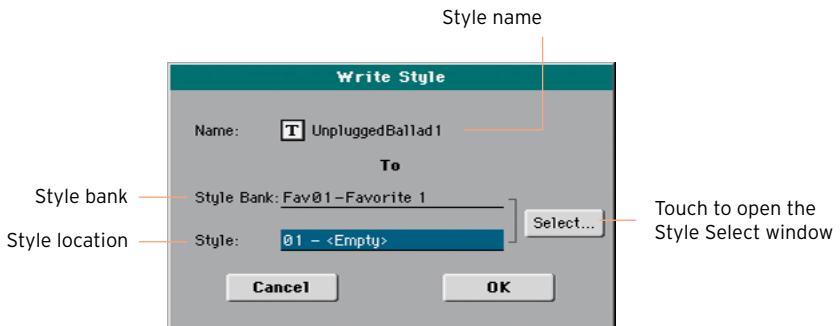 Style name
Write Style
Name: T UnpluggedBallad1
To
Style bank
Style Bank: Fav01-Favorite 1
Select...
Touch to open the
Style Select window
Style location
Style: 01 - <Empty>
Cancel
OK